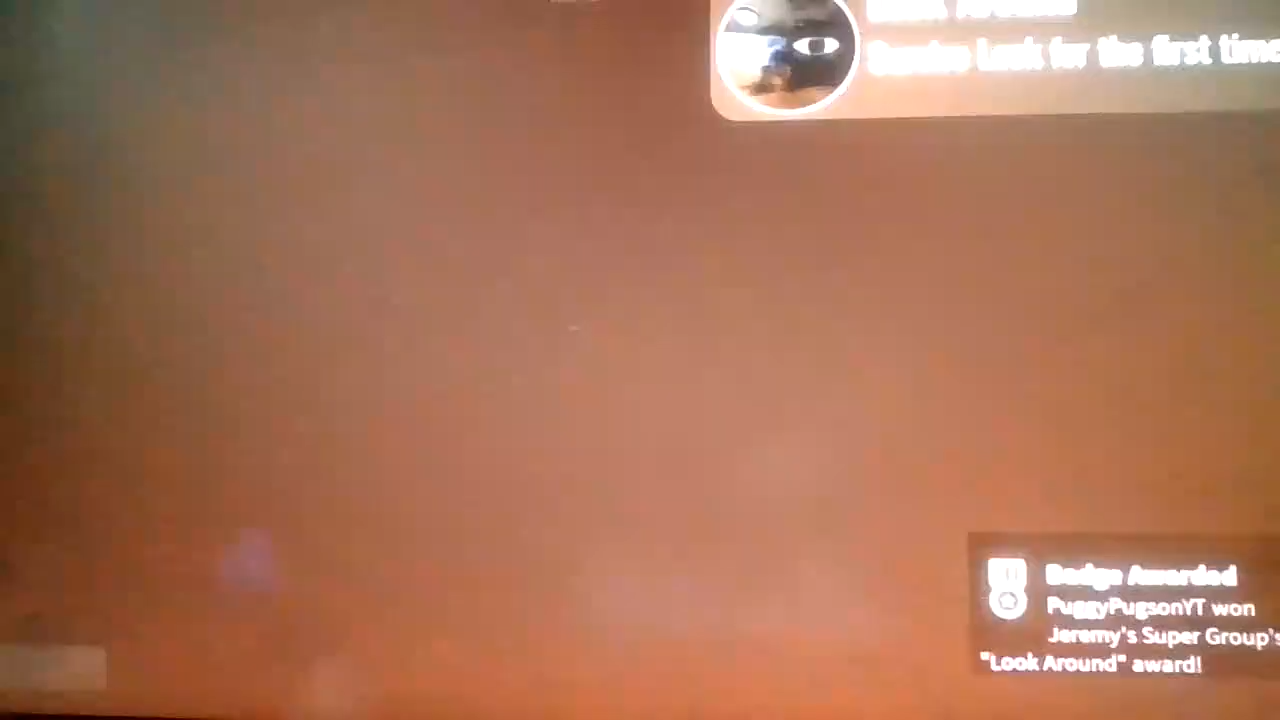 Look for the first time
Badge Awarded
PuggyPugsonYT won
Jeremy's Super Group's
"Look Around" award!